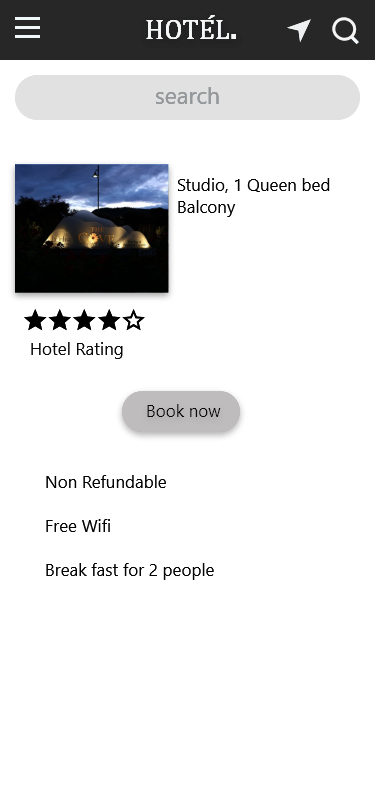 HOTÉL.
search
Studio, 1 Queen bed
Balcony
Hotel Rating
Book now
Non Refundable
Free Wifi
Break fast for 2 people